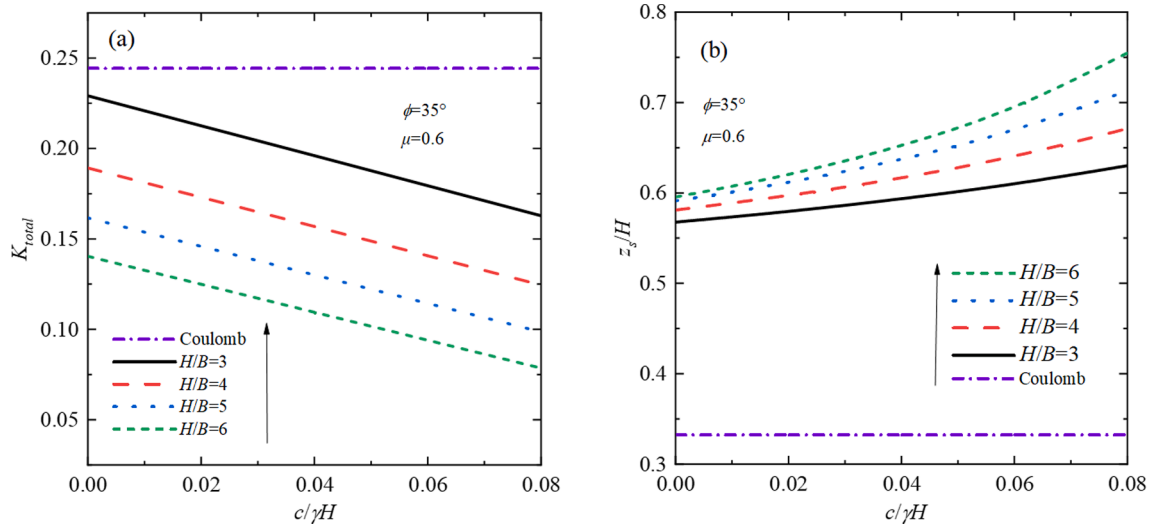 (a)
0.25
0.20
0.15
0.10
0.05
K_total
ϕ=35°
μ=0.6
Coulomb
H/B=3
H/B=4
H/B=5
H/B=6
0.00 0.02 0.04 0.06 0.08
c/γH
(b)
0.8
0.7
0.6
0.5
0.4
0.3
z_s/H
ϕ=35°
μ=0.6
H/B=6
H/B=5
H/B=4
H/B=3
Coulomb
0.00 0.02 0.04 0.06 0.08
c/γH